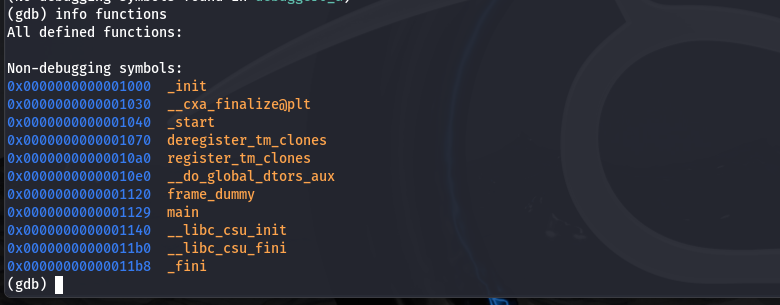 (No debugging symbols found in debugger0_a)
(gdb) info functions
All defined functions:
Non-debugging symbols:
0x0000000000001000  _init
0x0000000000001030  __cxa_finalize@plt
0x0000000000001040  _start
0x0000000000001070  deregister_tm_clones
0x00000000000010a0  register_tm_clones
0x00000000000010e0  __do_global_dtors_aux
0x0000000000001120  frame_dummy
0x0000000000001129  main
0x0000000000001140  __libc_csu_init
0x00000000000011b0  __libc_csu_fini
0x00000000000011b8  _fini
(gdb)